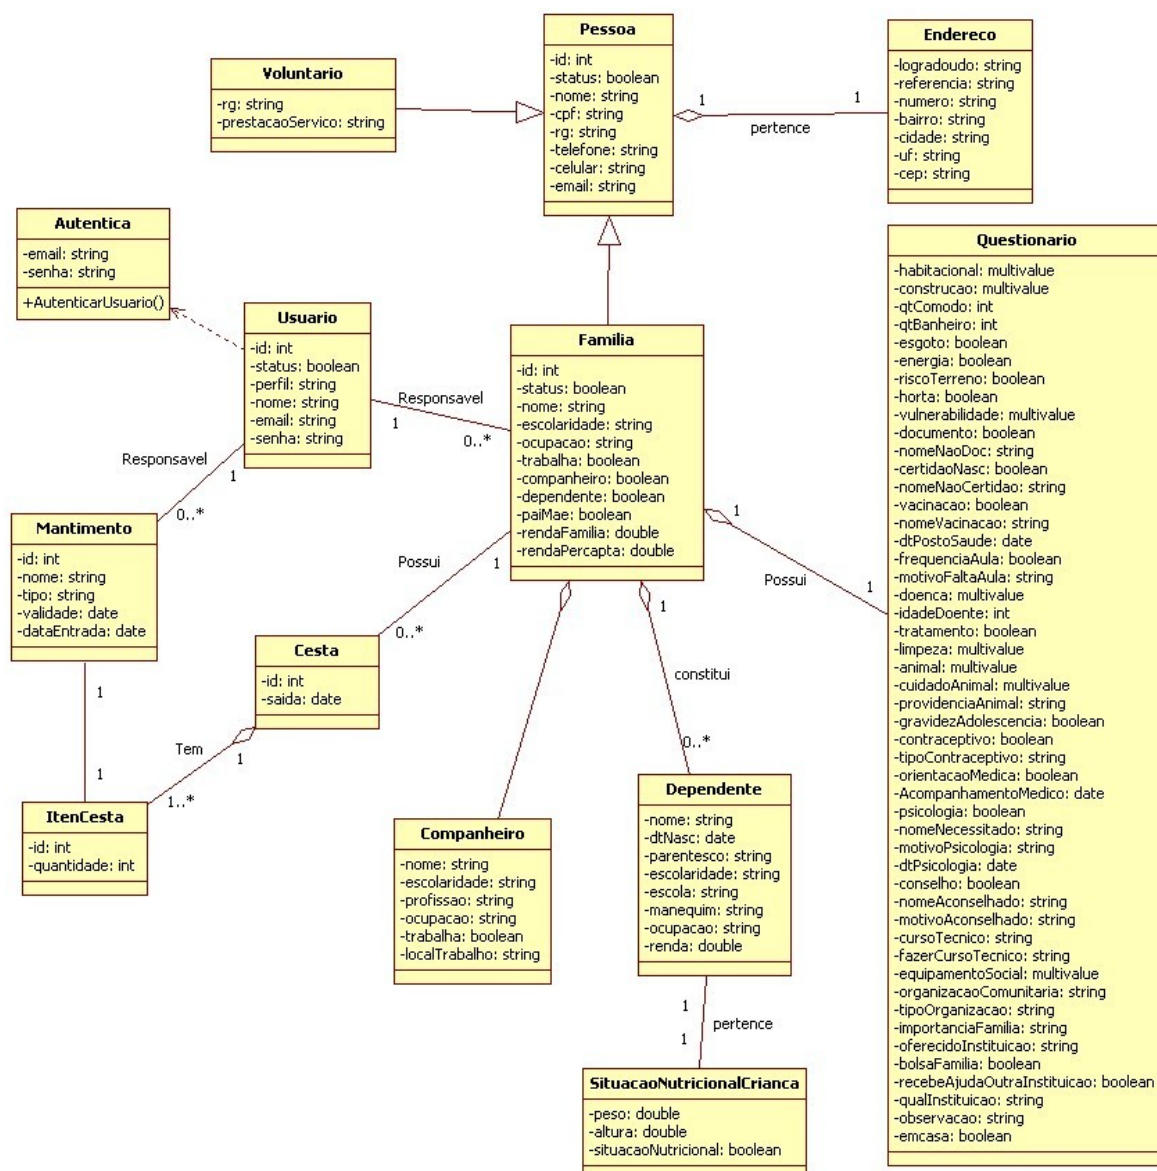 Pessoa
-id: int
-status: boolean
-nome: string
-cpf: string
-rg: string
-telefone: string
-celular: string
-email: string
Endereco
-logradoudo: string
-referencia: string
-numero: string
-bairro: string
-cidade: string
-uf: string
-cep: string
Voluntario
-rg: string
-prestacaoServico: string
1
1
pertence
Autentica
-email: string
-senha: string
+AutenticarUsuario()
Usuario
-id: int
-status: boolean
-perfil: string
-nome: string
-email: string
-senha: string
Responsavel
1
0..*
Familia
-id: int
-status: boolean
-nome: string
-escolaridade: string
-ocupacao: string
-trabalha: boolean
-companheiro: boolean
-dependente: boolean
-paiMae: boolean
-rendaFamilia: double
-rendaPercapta: double
Questionario
-habitacional: multivalue
-construcao: multivalue
-qtComodo: int
-qtBanheiro: int
-esgoto: boolean
-energia: boolean
-riscoTerreno: boolean
-horta: boolean
-vulnerabilidade: multivalue
-documento: boolean
-nomeNaoDoc: string
-certidaoNasc: boolean
-nomeNaoCertidao: string
-vacinacao: boolean
-nomeVacinacao: string
-dtPostoSaude: date
-frequenciaAula: boolean
-motivoFaltaAula: string
-doenca: multivalue
-idadeDoente: int
-tratamento: boolean
-limpeza: multivalue
-animal: multivalue
-cuidadoAnimal: multivalue
-providenciaAnimal: string
-gravidezAdolescencia: boolean
-contraceptivo: boolean
-tipoContraceptivo: string
-orientacaoMedica: boolean
-AcompanhamentoMedico: date
-psicologia: boolean
-nomeNecessitado: string
-motivoPsicologia: string
-dtPsicologia: date
-conselho: boolean
-nomeAconselhado: string
-motivoAconselhado: string
-cursoTecnico: string
-fazerCursoTecnico: string
-equipamentoSocial: multivalue
-organizacaoComunitaria: string
-tipoOrganizacao: string
-importanciaFamilia: string
-oferecidoInstituicao: string
-bolsaFamilia: boolean
-recebeAjudaOutraInstituicao: boolean
-qualInstituicao: string
-observacao: string
-emcasa: boolean
Responsavel
1
0..*
Mantimento
-id: int
-nome: string
-tipo: string
-validade: date
-dataEntrada: date
Possui
1
0..*
1
Possui
1
Cesta
-id: int
-saida: date
1
1
Tem
1
1..*
ItenCesta
-id: int
-quantidade: int
1
constitui
0..*
Companheiro
-nome: string
-escolaridade: string
-profissao: string
-ocupacao: string
-trabalha: boolean
-localTrabalho: string
Dependente
-nome: string
-dtNasc: date
-parentesco: string
-escolaridade: string
-escola: string
-manequim: string
-ocupacao: string
-renda: double
1
pertence
1
SituacaoNutricionalCrianca
-peso: double
-altura: double
-situacaoNutricional: boolean